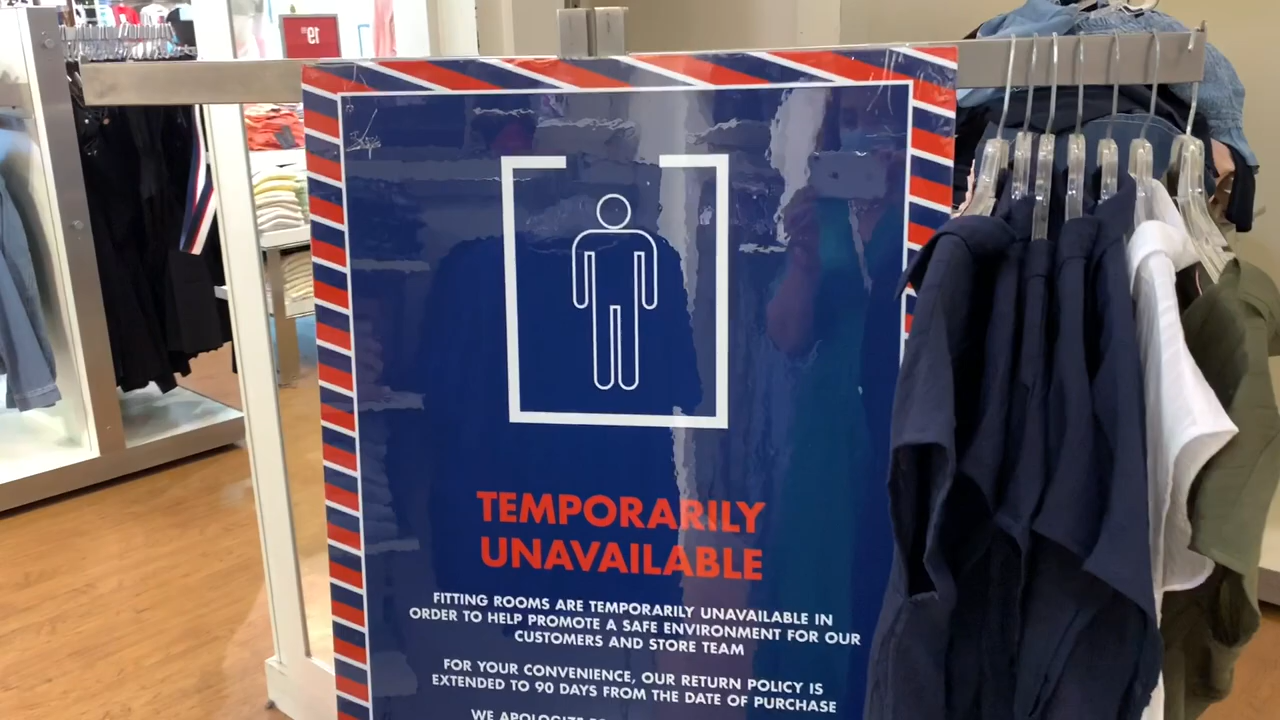 19
TEMPORARILY
UNAVAILABLE
FITTING ROOMS ARE TEMPORARILY UNAVAILABLE IN
ORDER TO HELP PROMOTE A SAFE ENVIRONMENT FOR OUR
CUSTOMERS AND STORE TEAM
FOR YOUR CONVENIENCE, OUR RETURN POLICY IS
EXTENDED TO 90 DAYS FROM THE DATE OF PURCHASE
WE APOLOGIZE